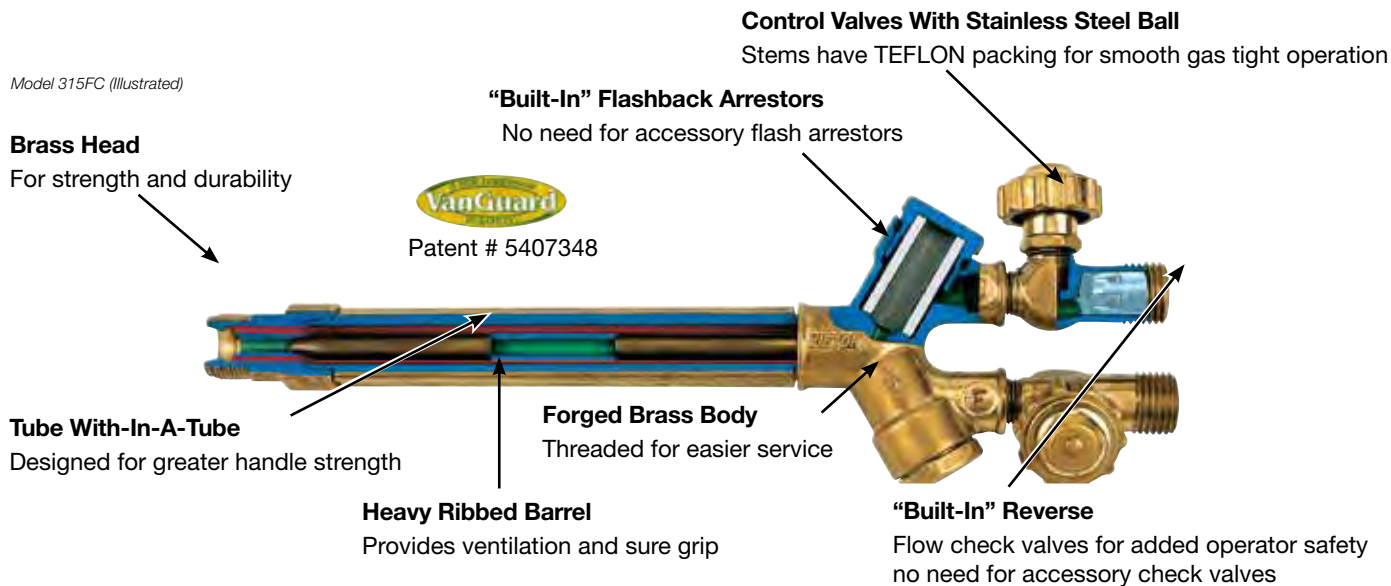 Control Valves With Stainless Steel Ball
Stems have TEFLON packing for smooth gas tight operation
Model 315FC (Illustrated)
“Built-In” Flashback Arrestors
No need for accessory flash arrestors
Brass Head
For strength and durability
VanGuard
Patent # 5407348
Tube With-In-A-Tube
Designed for greater handle strength
Forged Brass Body
Threaded for easier service
Heavy Ribbed Barrel
Provides ventilation and sure grip
“Built-In” Reverse
Flow check valves for added operator safety
no need for accessory check valves